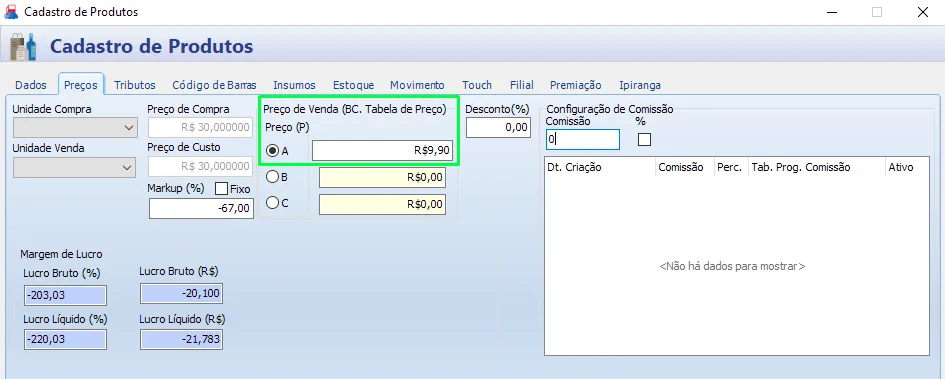 Cadastro de Produtos
Cadastro de Produtos
Dados Preços Tributos Código de Barras Insumos Estoque Movimento Touch Filial Premiação Ipiranga
Unidade Compra
Preço de Compra
R$ 30,000000
Unidade Venda
Preço de Custo
R$ 30,000000
Markup (%) Fixo
-67,00
Preço de Venda (BC. Tabela de Preço)
Preço (P)
A R$9,90
B R$0,00
C R$0,00
Desconto(%)
0,00
Configuração de Comissão
Comissão %
0
Dt. Criação Comissão Perc. Tab. Prog. Comissão Ativo
<Não há dados para mostrar>
Margem de Lucro
Lucro Bruto (%) Lucro Bruto (R$)
-203,03 -20,100
Lucro Líquido (%) Lucro Líquido (R$)
-220,03 -21,783